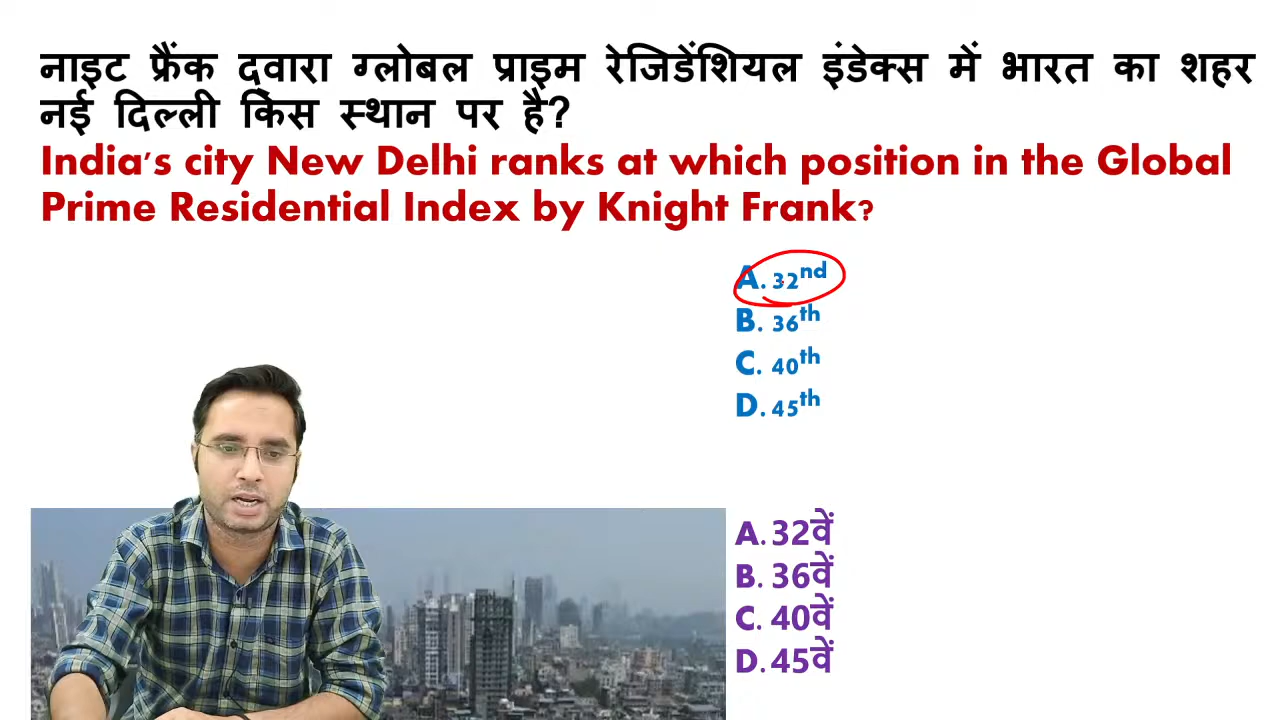 नाइट फ्रैंक द्वारा ग्लोबल प्राइम रेजिडेंशियल इंडेक्स में भारत का शहर
नई दिल्ली किस स्थान पर है?
India's city New Delhi ranks at which position in the Global
Prime Residential Index by Knight Frank?
A. 32nd
B. 36th
C. 40th
D. 45th
A. 32वें
B. 36वें
C. 40वें
D. 45वें